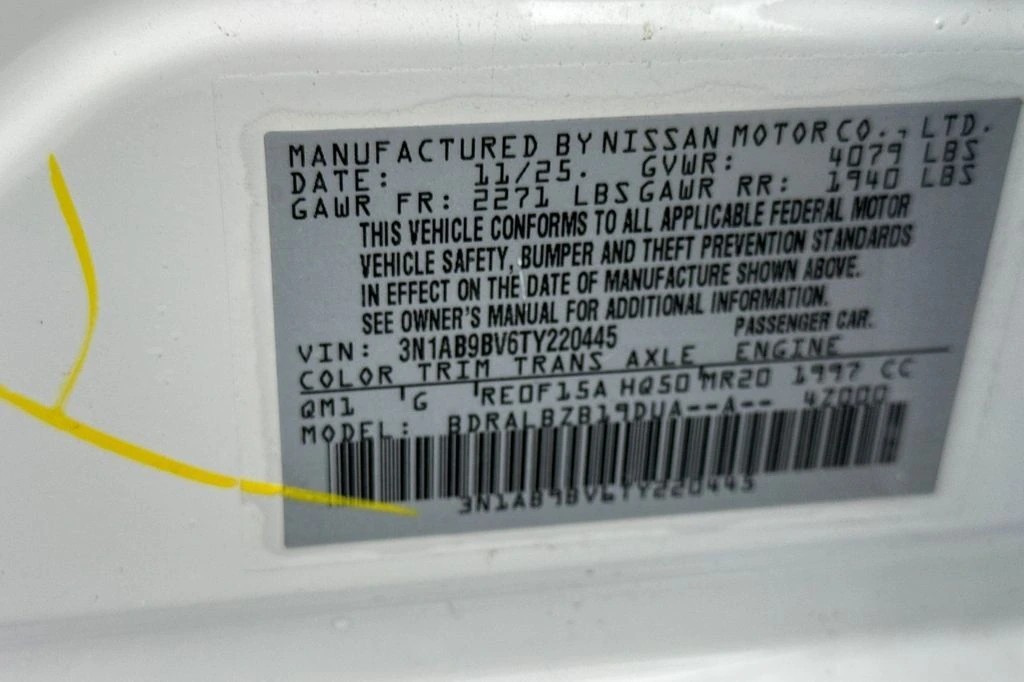 MANUFACTURED BY NISSAN MOTOR CO., LTD.
DATE: 11/25. GVWR: 4079 LBS
GAWR FR: 2271 LBS GAWR RR: 1940 LBS
THIS VEHICLE CONFORMS TO ALL APPLICABLE FEDERAL MOTOR
VEHICLE SAFETY, BUMPER AND THEFT PREVENTION STANDARDS
IN EFFECT ON THE DATE OF MANUFACTURE SHOWN ABOVE.
SEE OWNER'S MANUAL FOR ADDITIONAL INFORMATION.
VIN: 3N1AB9BV6TY220445 PASSENGER CAR.
COLOR TRIM TRANS AXLE ENGINE
QM1 G RE0F15A HQ50 MR20 1997 CC
MODEL: BDRALBZB19DUA--A-- 47000
3N1AB9BV6TY220445